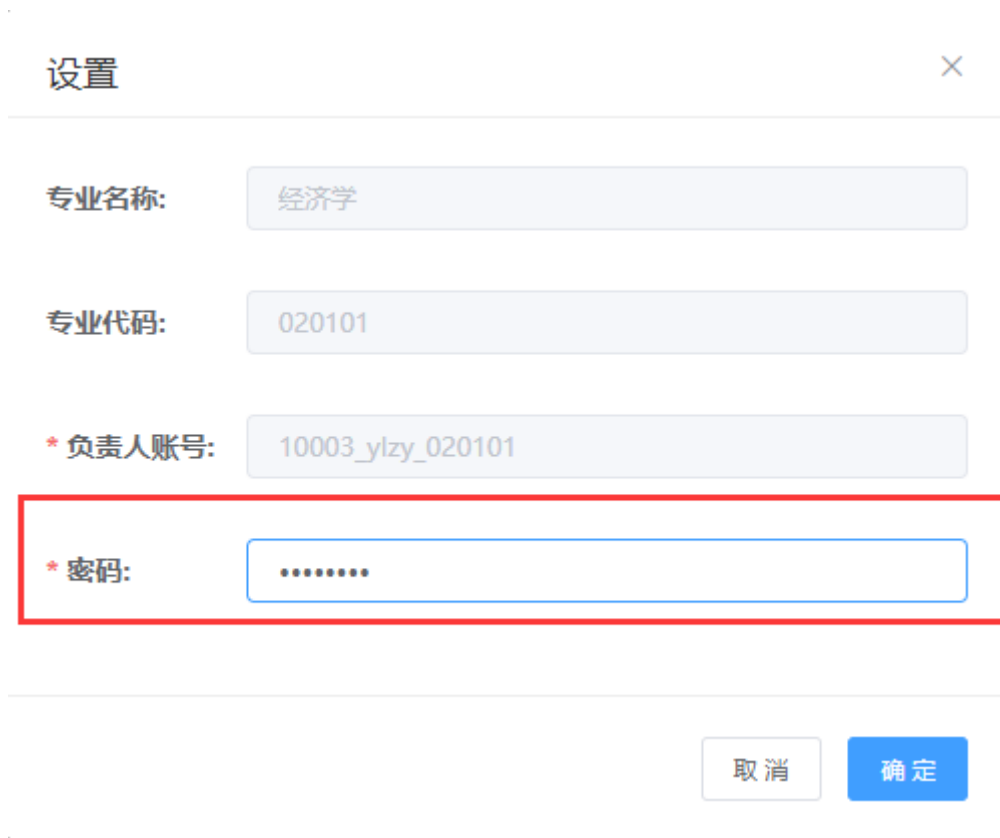 设置
专业名称: 经济学
专业代码: 020101
* 负责人账号: 10003_ylzy_020101
* 密码: ••••••••
取消 确定